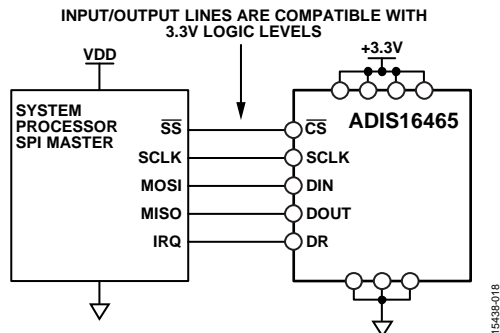 INPUT/OUTPUT LINES ARE COMPATIBLE WITH
3.3V LOGIC LEVELS
VDD
+3.3V
SYSTEM
PROCESSOR
SPI MASTER
ADIS16465
SS
CS
SCLK
SCLK
MOSI
DIN
MISO
DOUT
IRQ
DR
15438-018